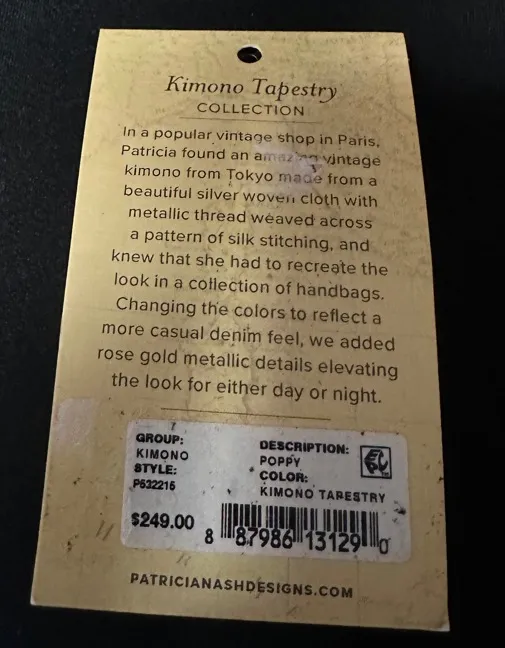 Kimono Tapestry
COLLECTION
In a popular vintage shop in Paris,
Patricia found an amazing vintage
kimono from Tokyo made from a
beautiful silver woven cloth with
metallic thread weaved across
a pattern of silk stitching, and
knew that she had to recreate the
look in a collection of handbags.
Changing the colors to reflect a
more casual denim feel, we added
rose gold metallic details elevating
the look for either day or night.
GROUP:
KIMONO
STYLE:
P532215
DESCRIPTION:
POPPY
COLOR:
KIMONO TAPESTRY
$249.00
8 87986 13129 0
PATRICIANASHDESIGNS.COM